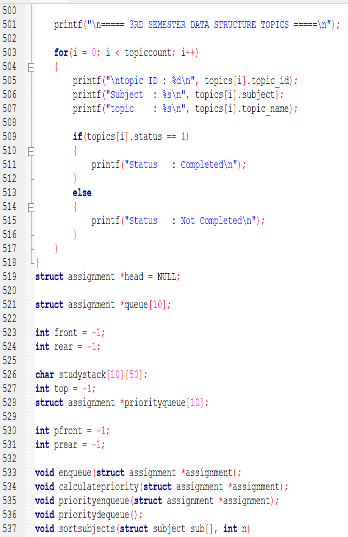 500
501 printf("\n===== 3RD SEMESTER DATA STRUCTURE TOPICS =====\n");
502
503 for(i = 0; i < topiccount; i++)
504 {
505 printf("\ntopic ID : %d\n", topics[i].topic_id);
506 printf("Subject : %s\n", topics[i].subject);
507 printf("topic : %s\n", topics[i].topic_name);
508
509 if(topics[i].status == 1)
510 {
511 printf("Status : Completed\n");
512 }
513 else
514 {
515 printf("Status : Not Completed\n");
516 }
517 }
518 }
519 struct assignment *head = NULL;
520
521 struct assignment *queue[10];
522
523 int front = -1;
524 int rear = -1;
525
526 char studystack[10][50];
527 int top = -1;
528 struct assignment *priorityqueue[10];
529
530 int pfront = -1;
531 int prear = -1;
532
533 void enqueue(struct assignment *assignment);
534 void calculatepriority(struct assignment *assignment);
535 void priorityenqueue(struct assignment *assignment);
536 void prioritydequeue();
537 void sortsubjects(struct subject sub[], int n)